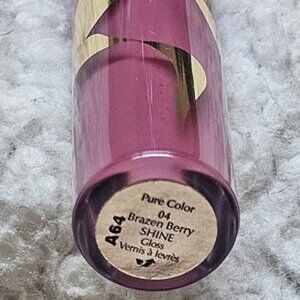 Pure Color
04
Brazen Berry
SHINE
Gloss
Vernis à lèvres
A64